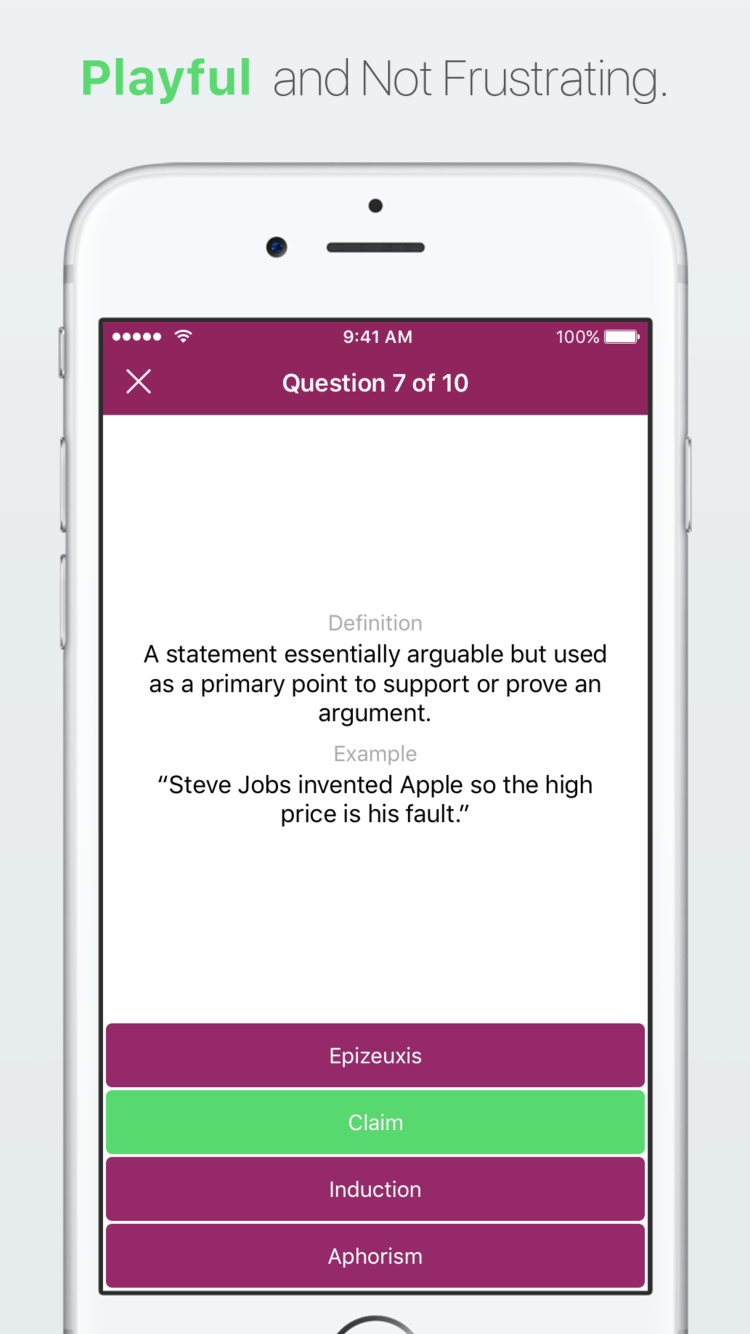 Playful and Not Frustrating.
9:41 AM 100%
Question 7 of 10
Definition
A statement essentially arguable but used
as a primary point to support or prove an
argument.
Example
“Steve Jobs invented Apple so the high
price is his fault.”
Epizeuxis
Claim
Induction
Aphorism